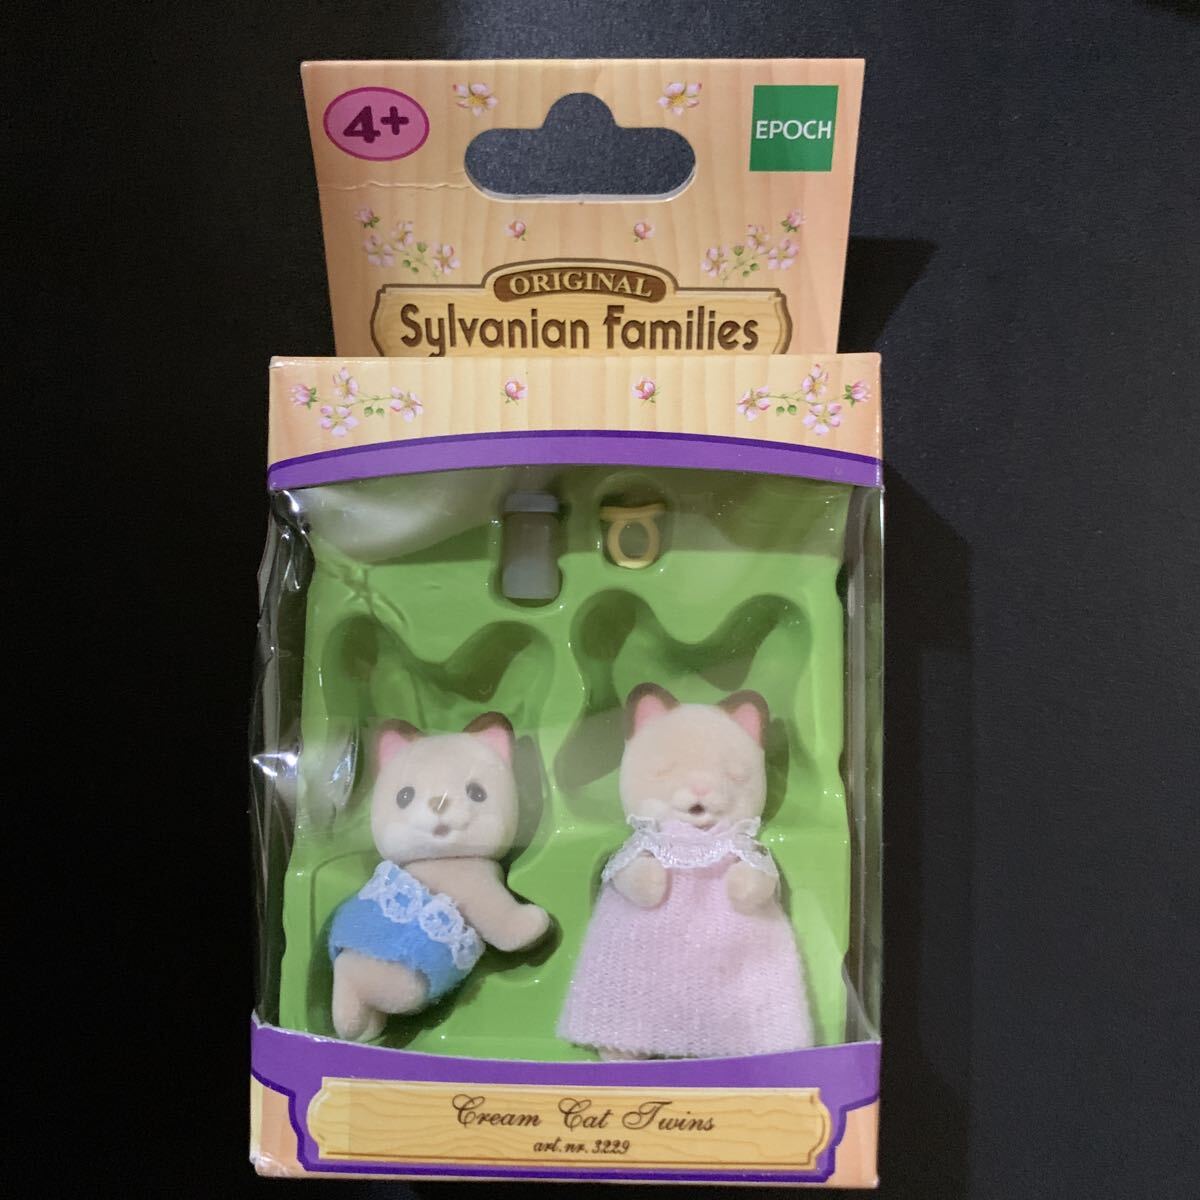 4+
EPOCH
ORIGINAL
Sylvanian Families
Cream Cat Twins
art.nr. 3229